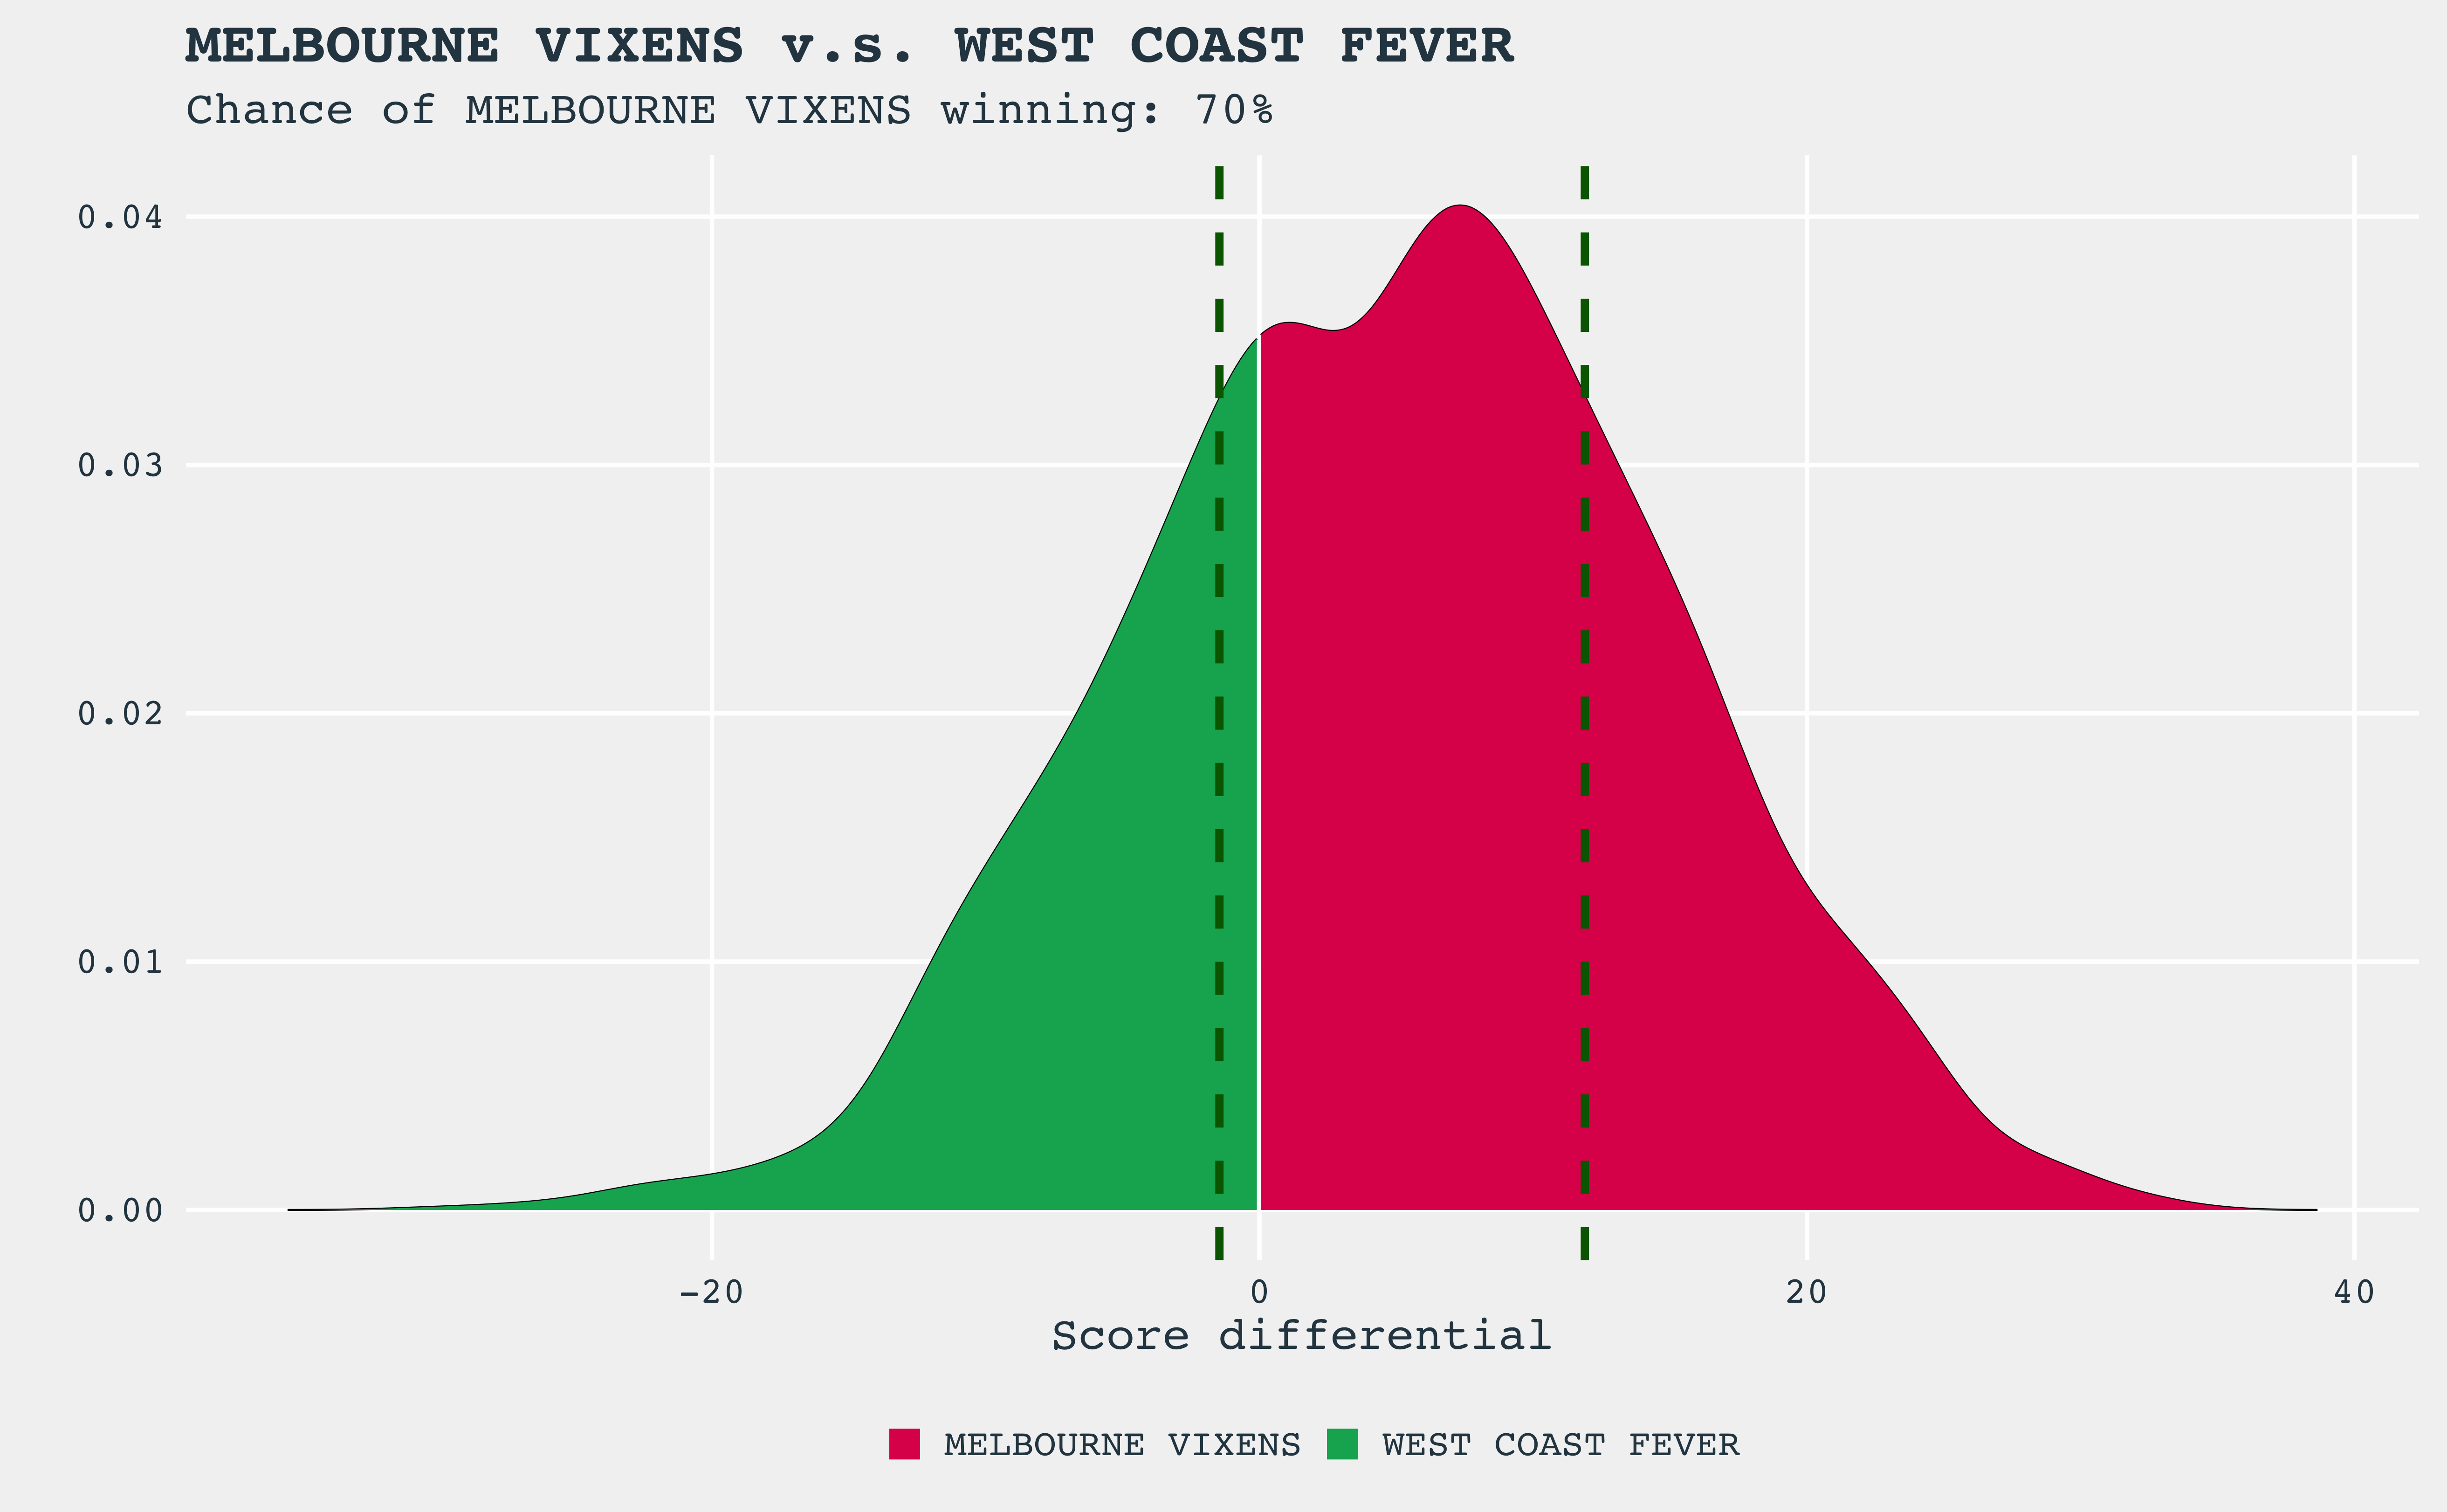 MELBOURNE VIXENS v.s. WEST COAST FEVER
Chance of MELBOURNE VIXENS winning: 70%
0.04
0.03
0.02
0.01
0.00
-20 0 20 40
Score differential
MELBOURNE VIXENS WEST COAST FEVER